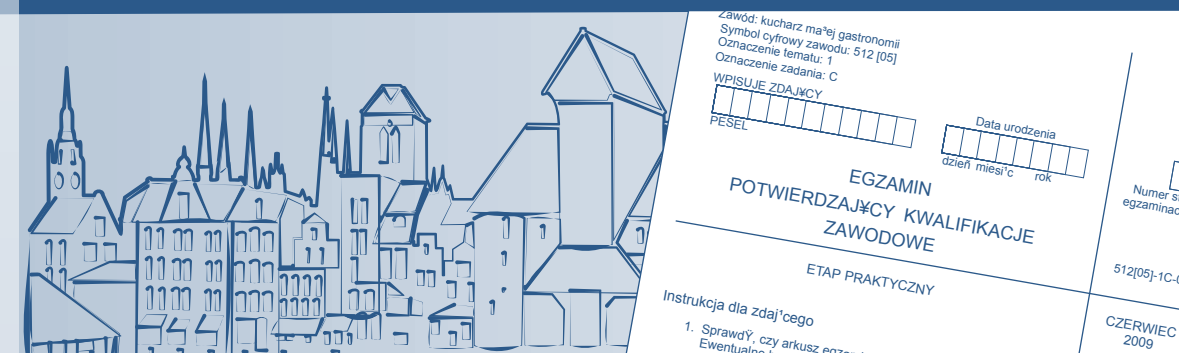 Zawód: kucharz ma³ej gastronomii
Symbol cyfrowy zawodu: 512 [05]
Oznaczenie tematu: 1
Oznaczenie zadania: C
WPISUJE ZDAJ¥CY
PESEL
Data urodzenia
dzieñ miesi¹c rok
Numer
egzaminac
EGZAMIN
POTWIERDZAJ¥CY KWALIFIKACJE
ZAWODOWE
ETAP PRAKTYCZNY
512[05]-1C-0
CZERWIEC
2009
Instrukcja dla zdaj¹cego
1. SprawdŸ, czy arkusz